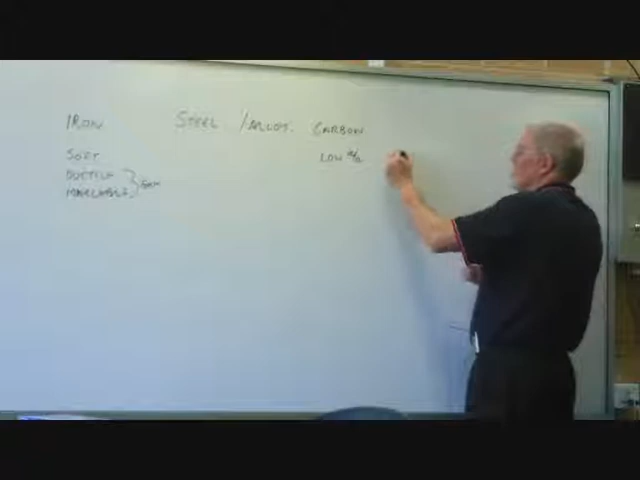 IRON STEEL / ALLOY. CARBON
SOFT LOW %
DUCTILE
MALLEABLE